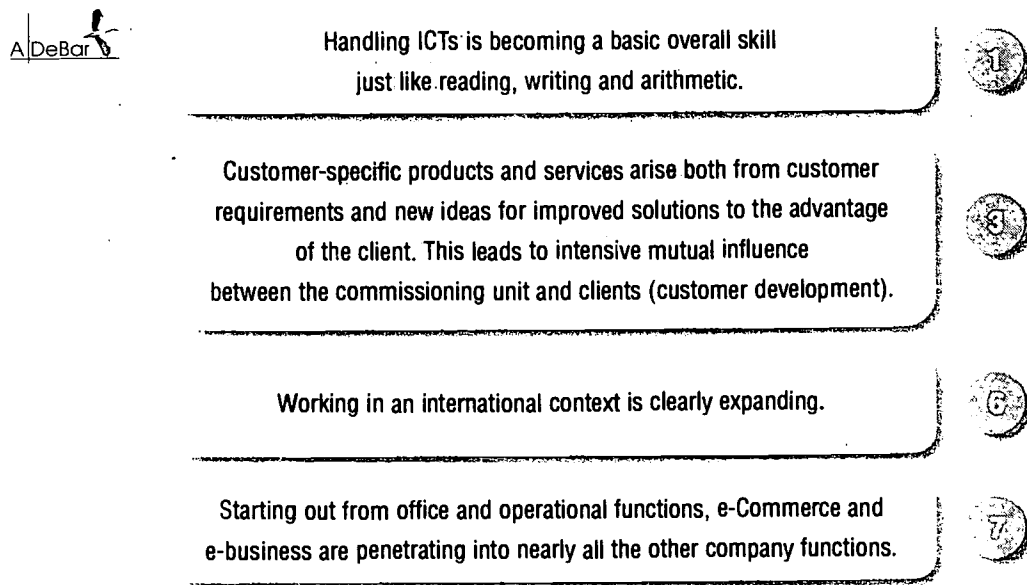 A DeBar
Handling ICTs is becoming a basic overall skill
just like reading, writing and arithmetic.
1
Customer-specific products and services arise both from customer
requirements and new ideas for improved solutions to the advantage
of the client. This leads to intensive mutual influence
between the commissioning unit and clients (customer development).
3
Working in an international context is clearly expanding.
6
Starting out from office and operational functions, e-Commerce and
e-business are penetrating into nearly all the other company functions.
7